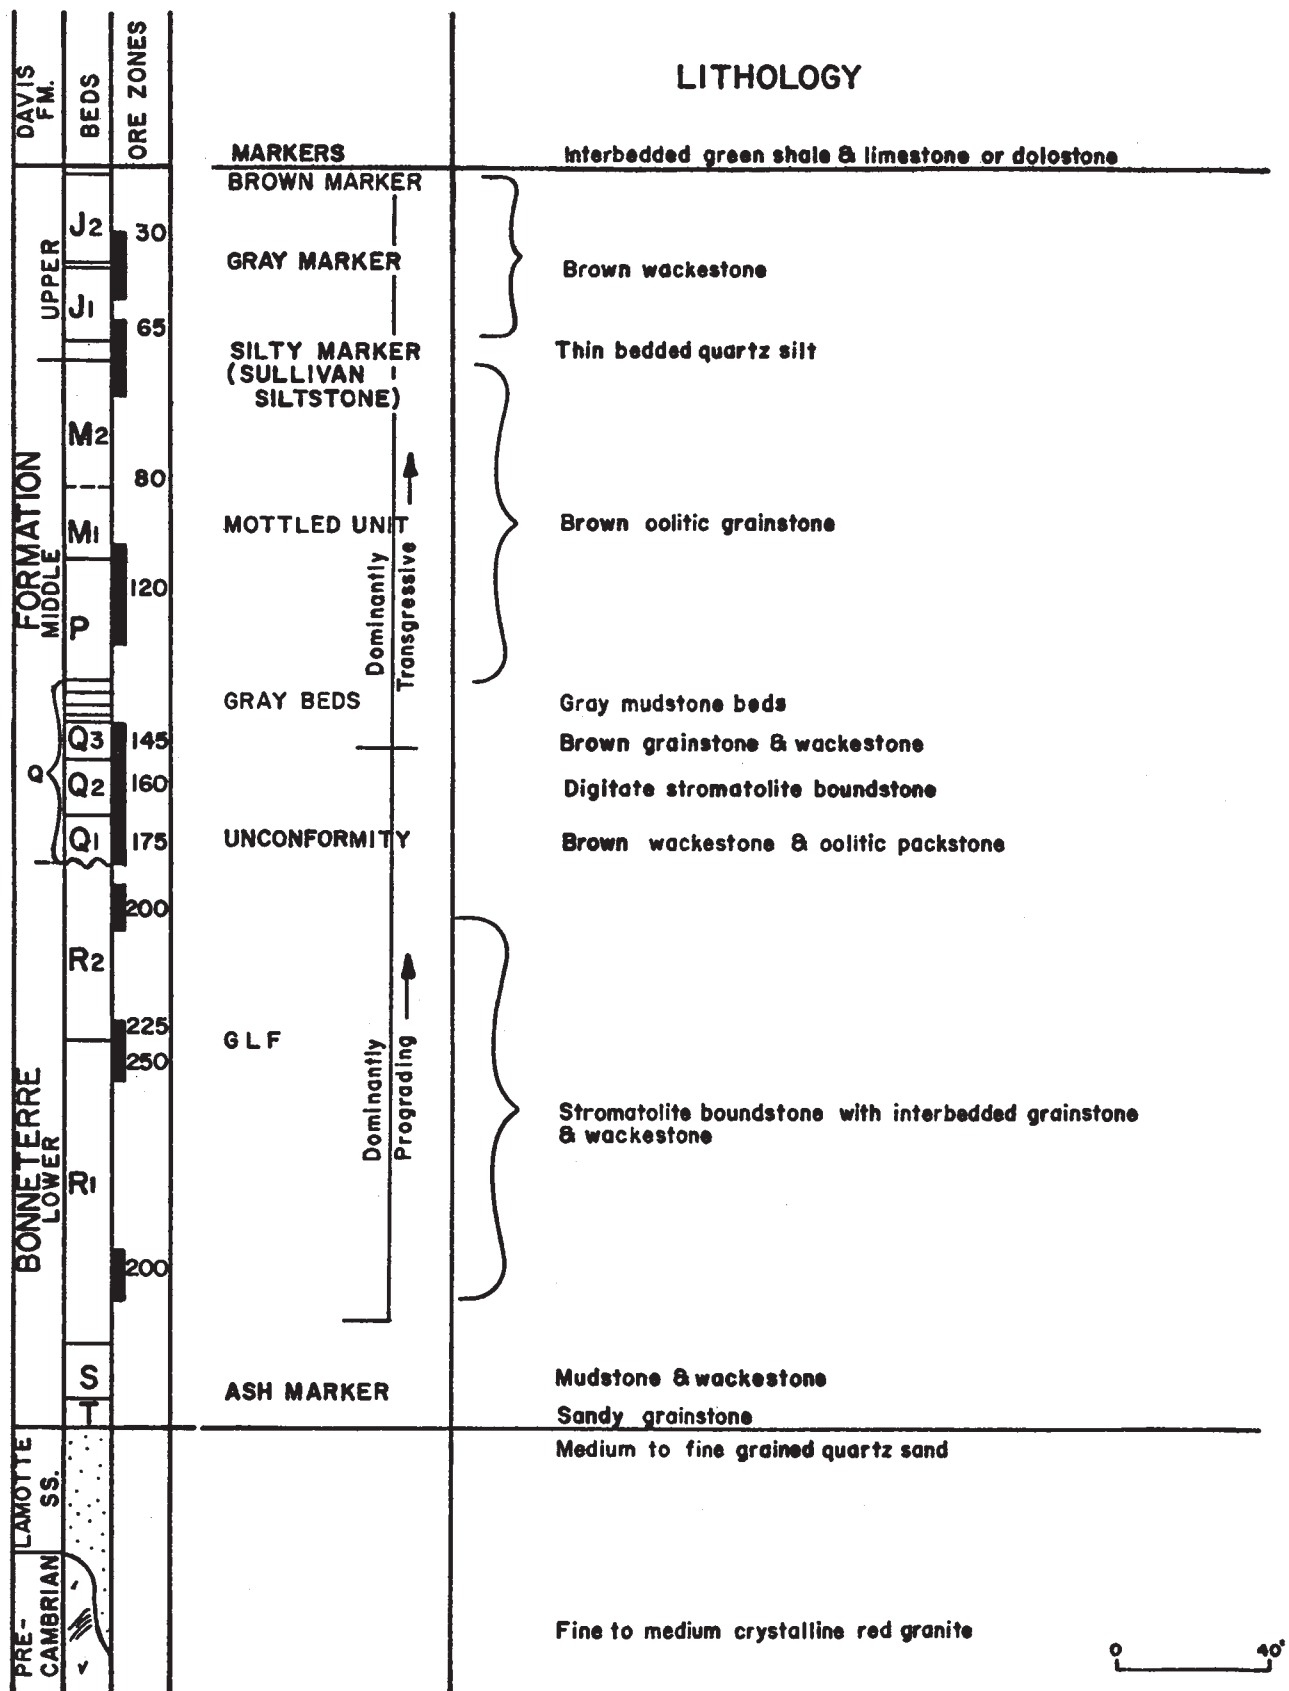 DAVIS
FM.
BEDS
ORE ZONES
LITHOLOGY
MARKERS
Interbedded green shale & limestone or dolostone
BROWN MARKER
J2
30
UPPER
GRAY MARKER
Brown wackestone
J1
65
SILTY MARKER
(SULLIVAN
SILTSTONE)
Thin bedded quartz silt
M2
80
FORMATION
MIDDLE
M1
MOTTLED UNIT
Brown oolitic grainstone
120
P
Dominantly
Transgressive
GRAY BEDS
Gray mudstone beds
Q3
145
Brown grainstone & wackestone
Q
Q2
160
Digitate stromatolite boundstone
Q1
175
UNCONFORMITY
Brown wackestone & oolitic packstone
200
R2
225
GLF
250
Dominantly
Prograding
BONNETERRE
LOWER
Stromatolite boundstone with interbedded grainstone
& wackestone
R1
200
S
ASH MARKER
Mudstone & wackestone
T
Sandy grainstone
LAMOTTE
SS.
Medium to fine grained quartz sand
PRE-
CAMBRIAN
Fine to medium crystalline red granite
0 40'